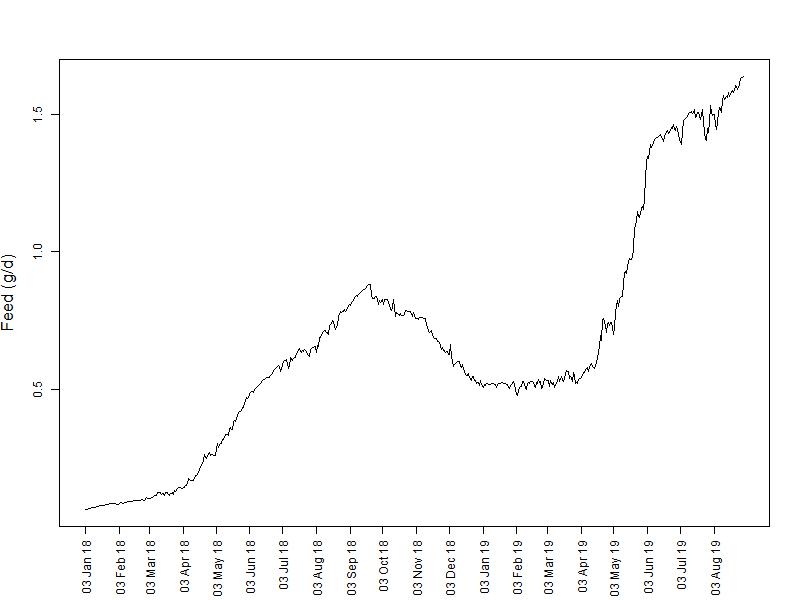 Feed (g/d)
1.5
1.0
0.5
03 Jan 18
03 Feb 18
03 Mar 18
03 Apr 18
03 May 18
03 Jun 18
03 Jul 18
03 Aug 18
03 Sep 18
03 Oct 18
03 Nov 18
03 Dec 18
03 Jan 19
03 Feb 19
03 Mar 19
03 Apr 19
03 May 19
03 Jun 19
03 Jul 19
03 Aug 19